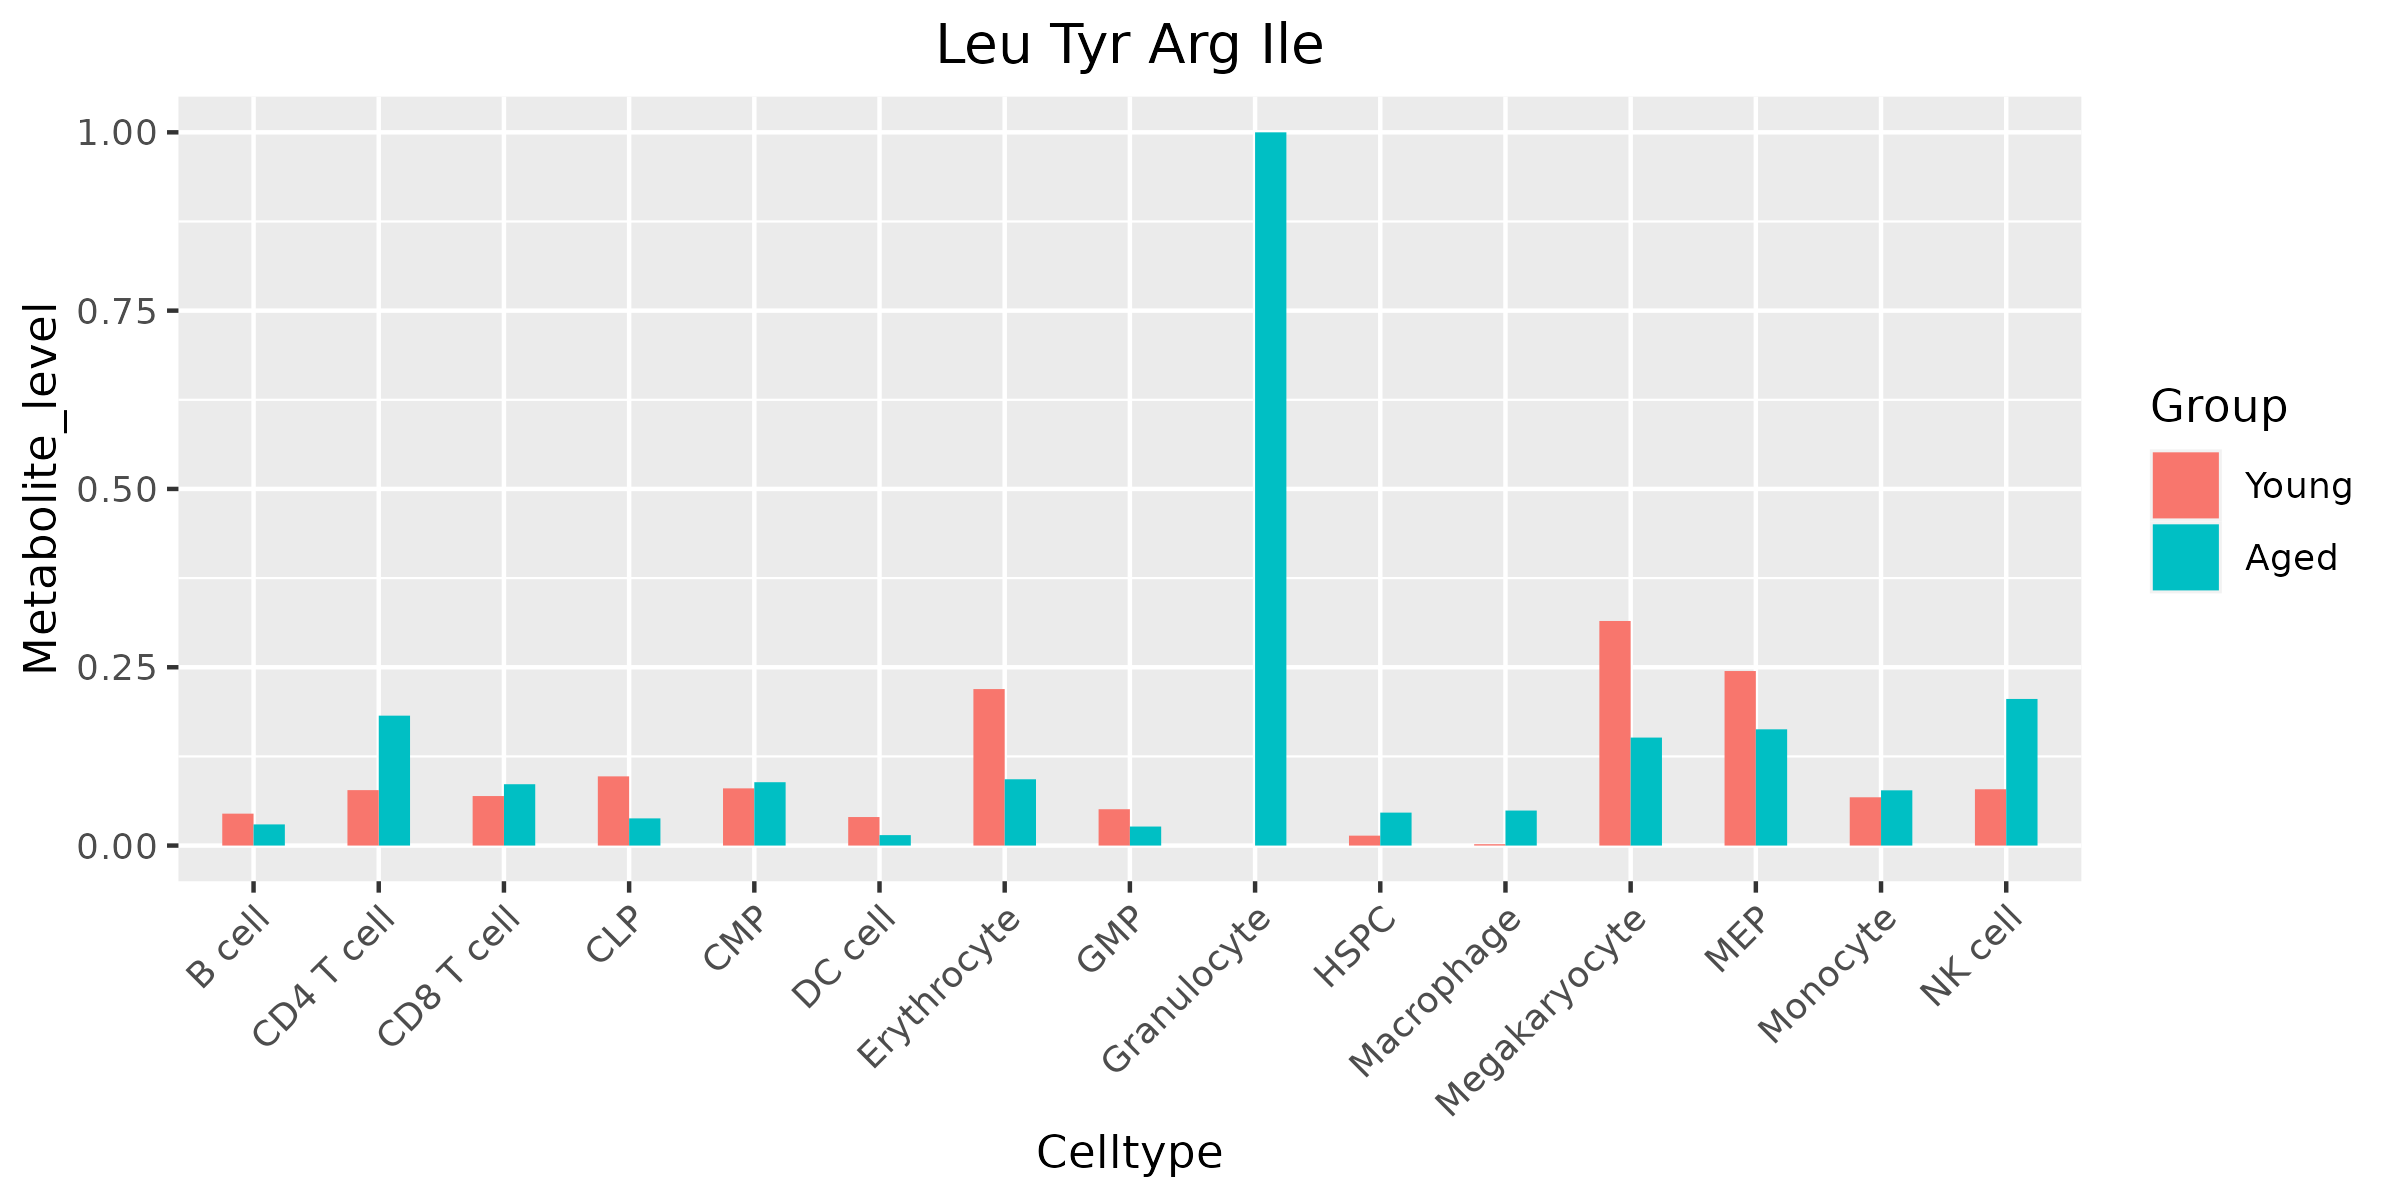 Leu Tyr Arg Ile
Metabolite_level
1.00
0.75
0.50
0.25
0.00
B cell
CD4 T cell
CD8 T cell
CLP
CMP
DC cell
Erythrocyte
GMP
Granulocyte
HSPC
Macrophage
Megakaryocyte
MEP
Monocyte
NK cell
Celltype
Group
Young
Aged